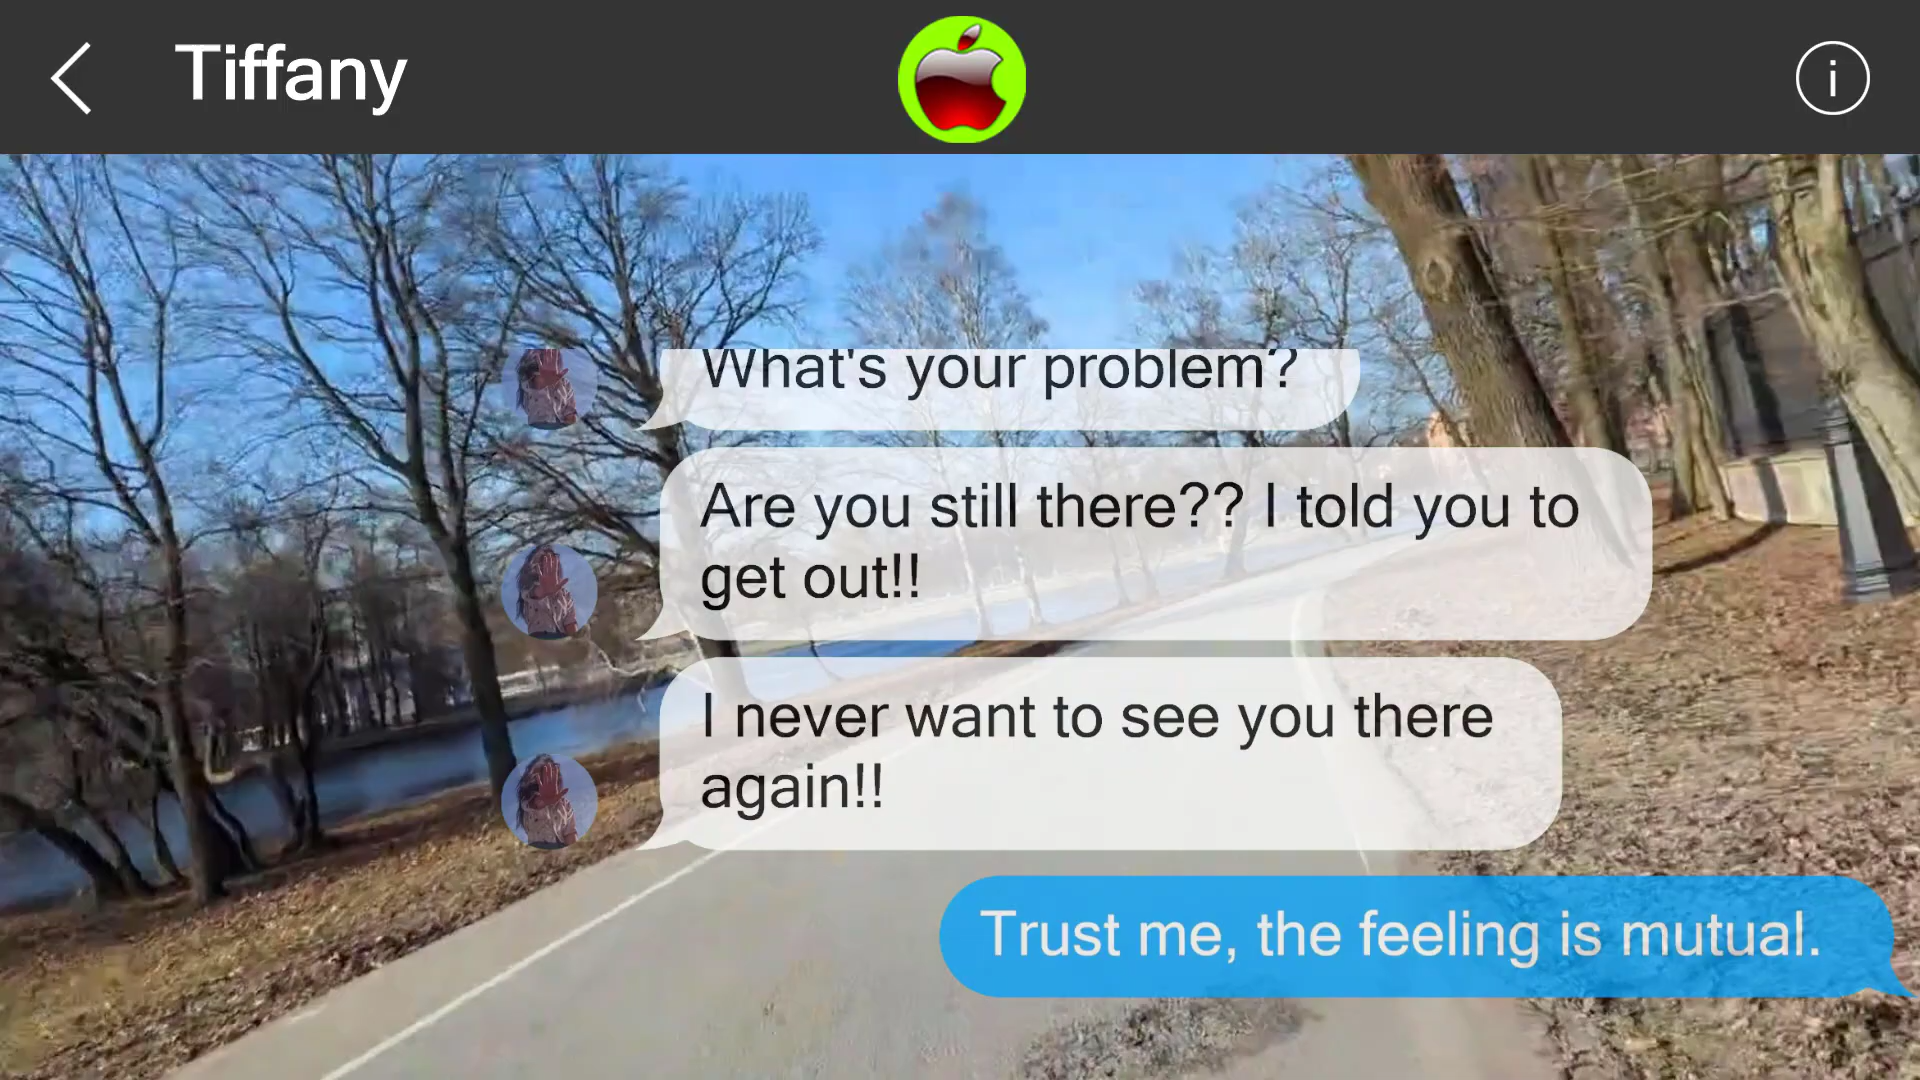 Tiffany
What's your problem?
Are you still there?? I told you to
get out!!
I never want to see you there
again!!
Trust me, the feeling is mutual.